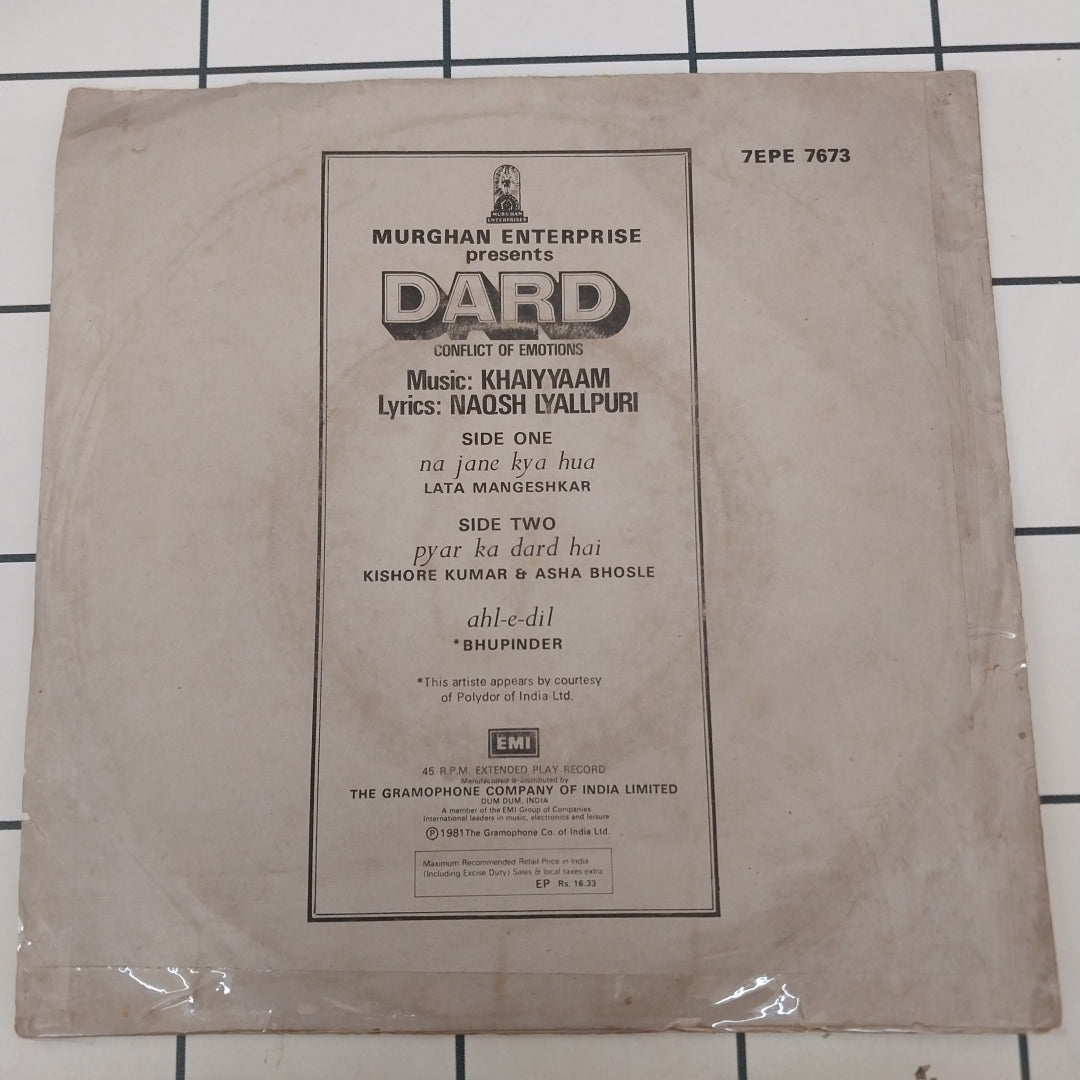 7EPE 7673
MURGHAN
ENTERPRISES
MURGHAN ENTERPRISE
presents
DARD
CONFLICT OF EMOTIONS
Music: KHAIYYAAM
Lyrics: NAQSH LYALLPURI
SIDE ONE
na jane kya hua
LATA MANGESHKAR
SIDE TWO
pyar ka dard hai
KISHORE KUMAR & ASHA BHOSLE
ahl-e-dil
*BHUPINDER
*This artiste appears by courtesy
of Polydor of India Ltd.
EMI
45 R.P.M. EXTENDED PLAY RECORD
Manufactured & Distributed by
THE GRAMOPHONE COMPANY OF INDIA LIMITED
DUM DUM, INDIA
A member of the EMI Group of Companies
International leaders in music, electronics and leisure
Ⓟ 1981 The Gramophone Co. of India Ltd.
Maximum Recommended Retail Price in India
(Including Excise Duty) Sales & local taxes extra
EP Rs. 16.33